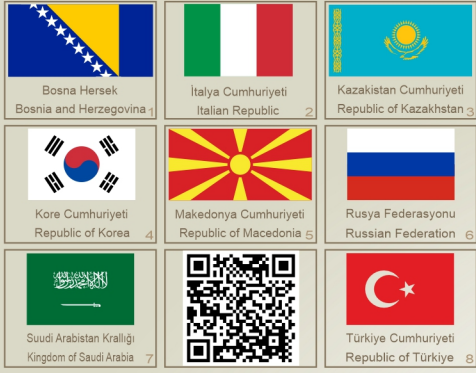 Bosna Hersek
Bosnia and Herzegovina 1
İtalya Cumhuriyeti
Italian Republic 2
Kazakistan Cumhuriyeti
Republic of Kazakhstan 3
Kore Cumhuriyeti
Republic of Korea 4
Makedonya Cumhuriyeti
Republic of Macedonia 5
Rusya Federasyonu
Russian Federation 6
Suudi Arabistan Krallığı
Kingdom of Saudi Arabia 7
Türkiye Cumhuriyeti
Republic of Türkiye 8